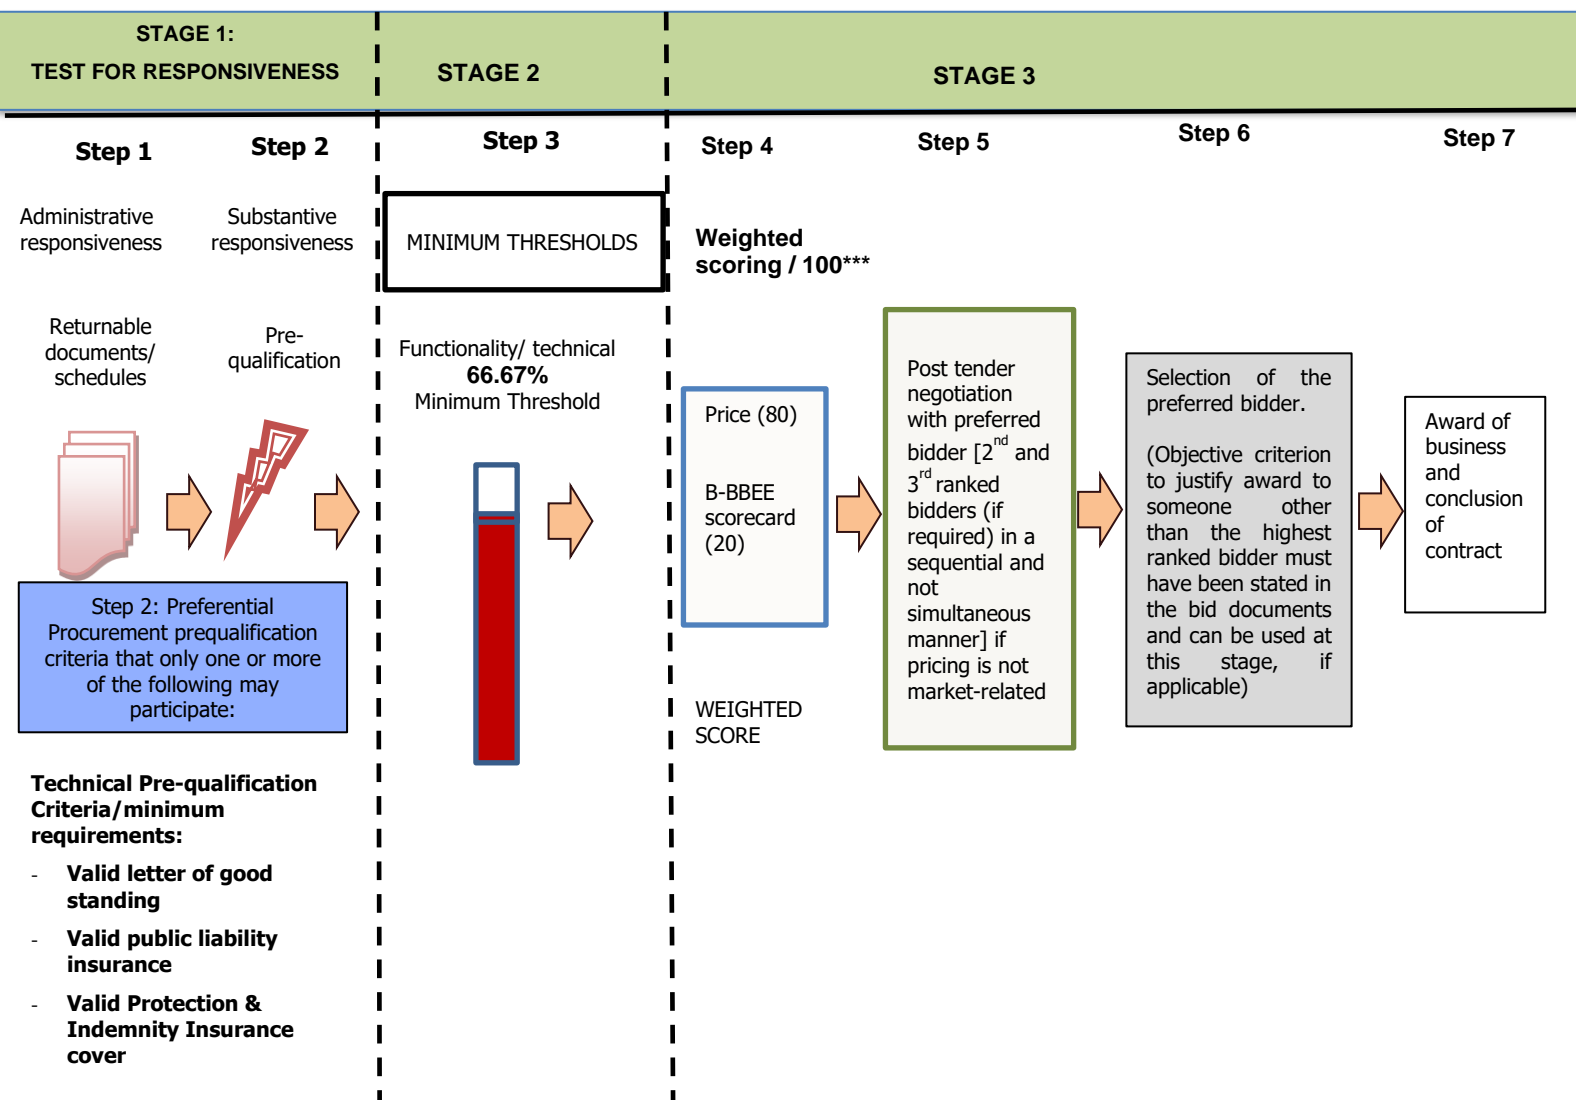 STAGE 1:
TEST FOR RESPONSIVENESS
STAGE 2
STAGE 3
Step 1
Step 2
Step 3
Step 4
Step 5
Step 6
Step 7
Administrative
responsiveness
Substantive
responsiveness
MINIMUM THRESHOLDS
Weighted
scoring / 100***
Returnable
documents/
schedules
Pre-
qualification
Functionality/ technical
66.67%
Minimum Threshold
Price (80)
B-BBEE
scorecard
(20)
WEIGHTED
SCORE
Post tender
negotiation
with preferred
bidder [2nd and
3rd ranked
bidders (if
required) in a
sequential and
not
simultaneous
manner] if
pricing is not
market-related
Selection of the
preferred bidder.
(Objective criterion
to justify award to
someone other
than the highest
ranked bidder must
have been stated in
the bid documents
and can be used at
this stage, if
applicable)
Award of
business
and
conclusion
of
contract
Step 2: Preferential
Procurement prequalification
criteria that only one or more
of the following may
participate:
Technical Pre-qualification
Criteria/minimum
requirements:
- Valid letter of good
standing
- Valid public liability
insurance
- Valid Protection &
Indemnity Insurance
cover